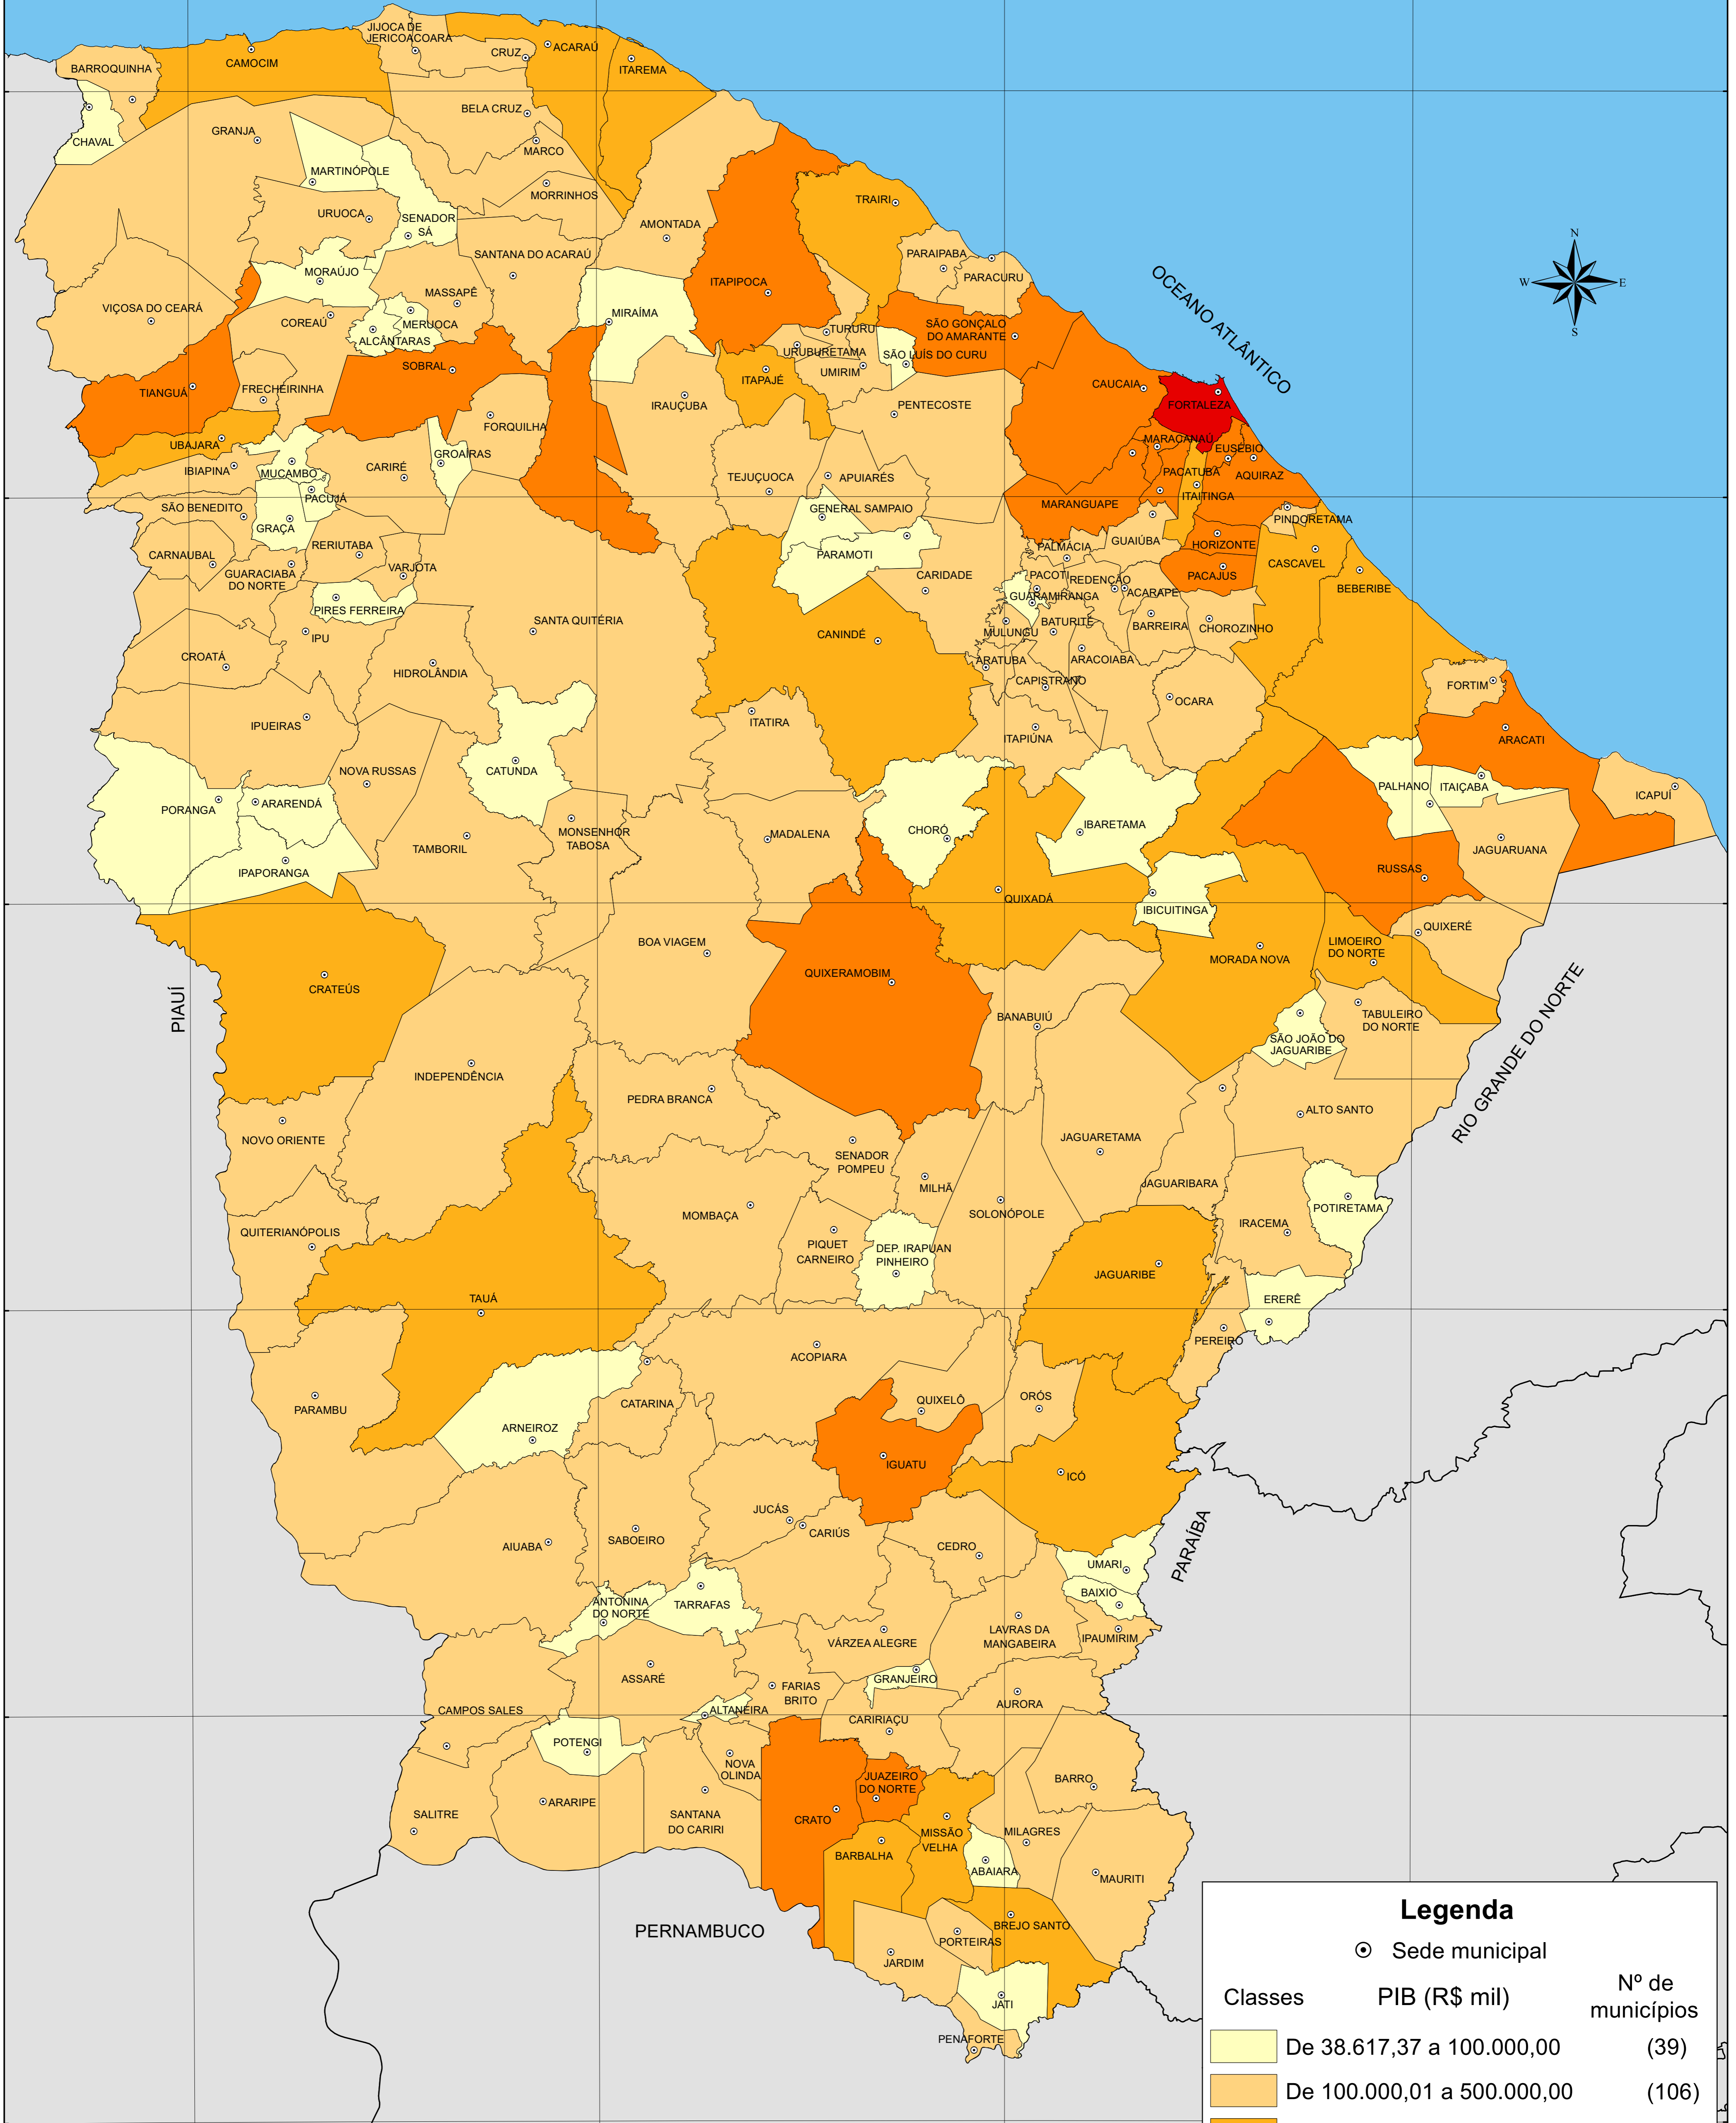 JIJOCA DE
JERICOACOARA
CRUZ
ACARAÚ
ITAREMA
BARROQUINHA
CAMOCIM
BELA CRUZ
CHAVAL
GRANJA
MARCO
MARTINÓPOLE
MORRINHOS
TRAIRI
URUOCA
SENADOR
SÁ
AMONTADA
N
W
E
S
SANTANA DO ACARAÚ
PARAIPABA
PARACURU
OCEANO ATLÂNTICO
MORAÚJO
ITAPIPOCA
MASSAPÊ
VIÇOSA DO CEARÁ
MIRAÍMA
COREAÚ
MERUOCA
TURURU
SÃO GONÇALO
DO AMARANTE
ALCÂNTARAS
URUBURETAMA
SÃO LUÍS DO CURU
SOBRAL
UMIRIM
ITAPAJÉ
CAUCAIA
TIANGUÁ
FRECHEIRINHA
IRAUÇUBA
PENTECOSTE
FORTALEZA
FORQUILHA
UBAJARA
MARACANAÚ
EUSÉBIO
GROAÍRAS
IBIAPINA
MUCAMBO
CARIRÉ
TEJUÇUOCA
APUIARÉS
PACATUBA
AQUIRAZ
PACUJÁ
ITAITINGA
SÃO BENEDITO
GENERAL SAMPAIO
MARANGUAPE
PINDORETAMA
GRAÇA
GUAIÚBA
HORIZONTE
CARNAUBAL
RERIUTABA
PARAMOTI
PALMÁCIA
CASCAVEL
GUARACIABA
DO NORTE
VARJOTA
CARIDADE
PACOTI
REDENÇÃO
PACAJUS
BEBERIBE
ACARAPE
GUARAMIRANGA
PIRES FERREIRA
SANTA QUITÉRIA
BATURITÉ
BARREIRA
CHOROZINHO
IPU
CANINDÉ
MULUNGU
CROATÁ
ARATUBA
ARACOIABA
HIDROLÂNDIA
CAPISTRANO
FORTIM
OCARA
IPUEIRAS
ITATIRA
ITAPIÚNA
ARACATI
NOVA RUSSAS
CATUNDA
PALHANO
ITAIÇABA
ICAPUÍ
PORANGA
ARARENDÁ
CHORÓ
IBARETAMA
MONSENHOR
TABOSA
MADALENA
TAMBORIL
JAGUARUANA
IPAPORANGA
RUSSAS
QUIXADÁ
IBICUITINGA
QUIXERÉ
BOA VIAGEM
LIMOEIRO
DO NORTE
MORADA NOVA
QUIXERAMOBIM
CRATEÚS
PIAUÍ
RIO GRANDE DO NORTE
BANABUIÚ
TABULEIRO
DO NORTE
SÃO JOÃO DO
JAGUARIBE
INDEPENDÊNCIA
PEDRA BRANCA
ALTO SANTO
NOVO ORIENTE
JAGUARETAMA
SENADOR
POMPEU
JAGUARIBARA
MILHÃ
POTIRETAMA
MOMBAÇA
SOLONÓPOLE
IRACEMA
QUITERIANÓPOLIS
PIQUET
CARNEIRO
DEP. IRAPUAN
PINHEIRO
JAGUARIBE
TAUÁ
ERERÊ
PEREIRO
ACOPIARA
ORÓS
QUIXELÔ
CATARINA
PARAMBU
ARNEIROZ
IGUATU
ICÓ
JUCÁS
CARIÚS
SABOEIRO
AIUABA
CEDRO
PARAÍBA
UMARI
BAIXIO
ANTONINA
DO NORTE
TARRAFAS
LAVRAS DA
MANGABEIRA
IPAUMIRIM
VÁRZEA ALEGRE
ASSARÉ
GRANJEIRO
FARIAS
BRITO
AURORA
CAMPOS SALES
ALTANEIRA
CARIRIAÇU
POTENGI
NOVA
OLINDA
JUAZEIRO
DO NORTE
BARRO
ARARIPE
SALITRE
SANTANA
DO CARIRI
CRATO
MISSÃO
VELHA
MILAGRES
BARBALHA
ABAIARA
MAURITI
PERNAMBUCO
BREJO SANTO
PORTEIRAS
JARDIM
JATI
PENAFORTE
Legenda
Sede municipal
Classes PIB (R$ mil) Nº de
municípios
De 38.617,37 a 100.000,00 (39)
De 100.000,01 a 500.000,00 (106)